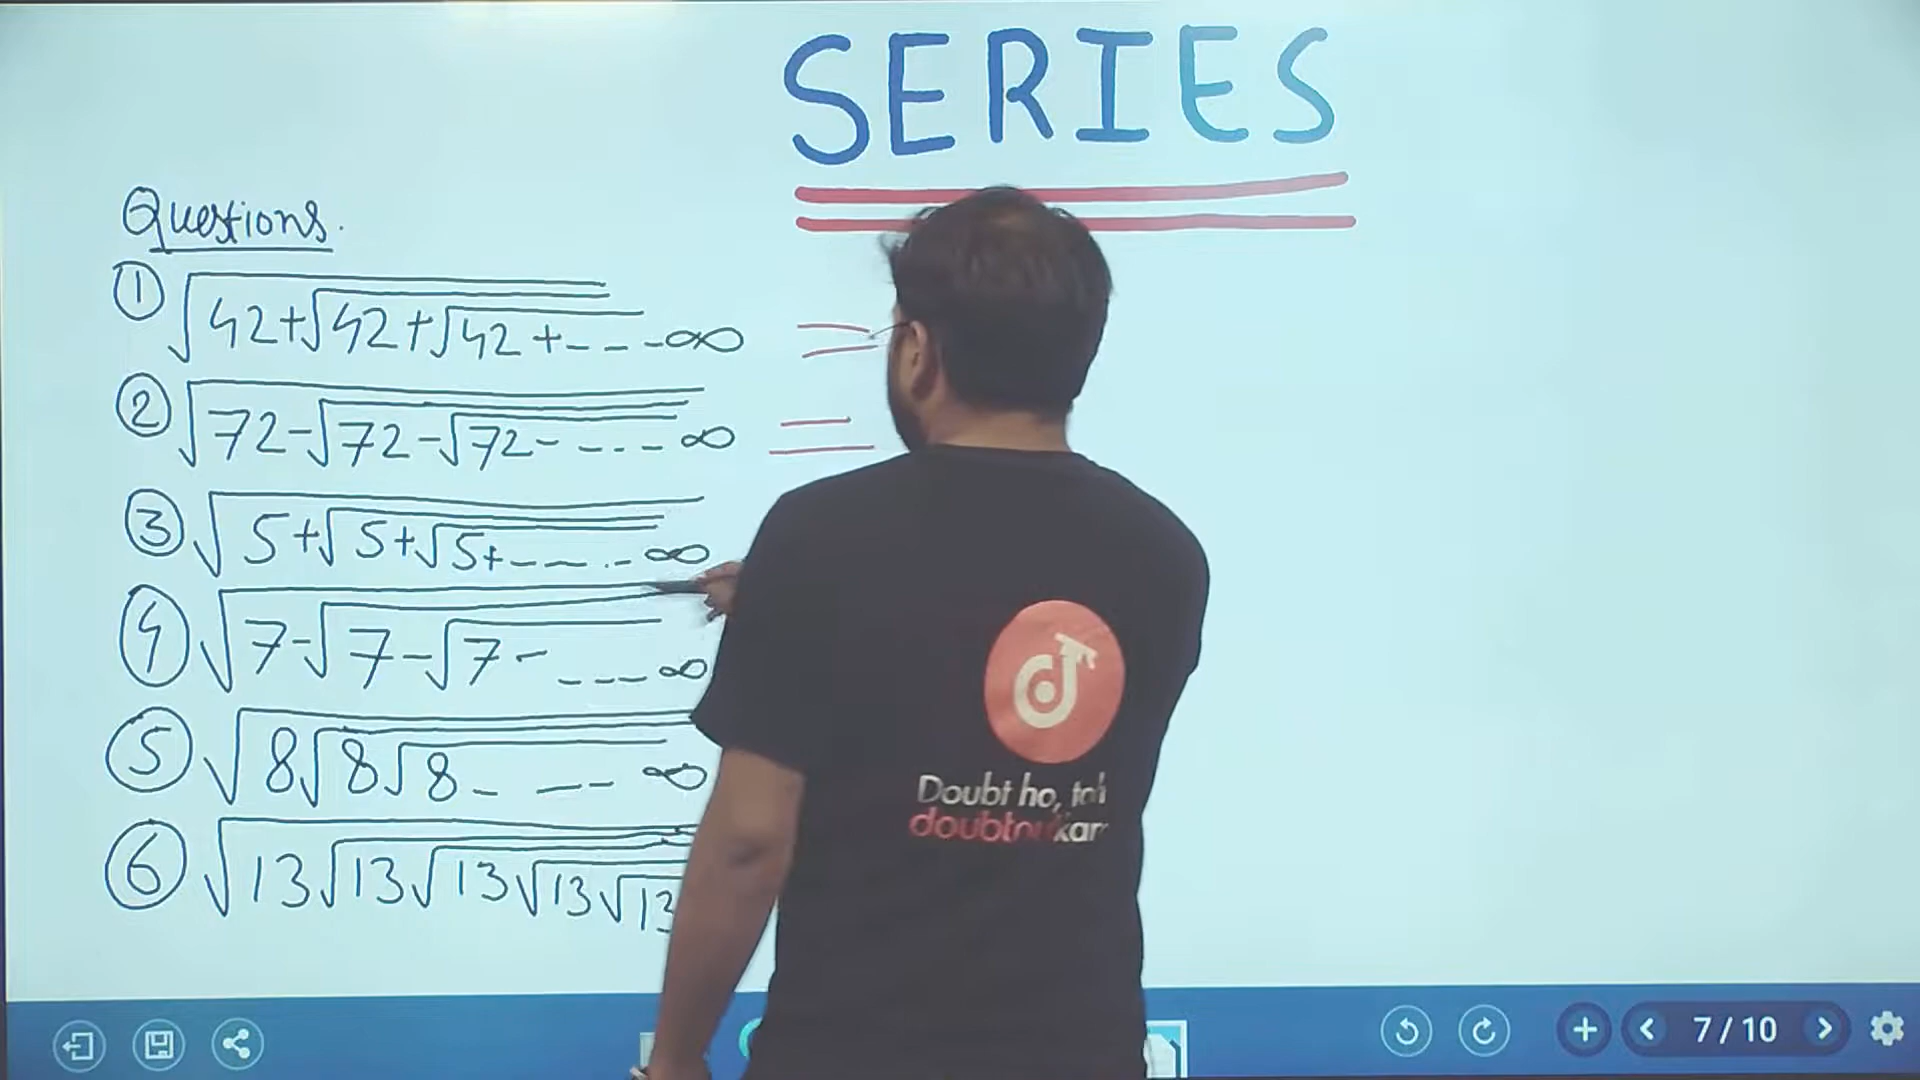 SERIES
Questions.
① √42+√42+√42+---∞ =
② √72-√72-√72- ----∞ =
③ √5+√5+√5+-----∞
④ √7-√7-√7- ---∞
⑤ √8√8√8- --- ∞
⑥ √13√13√13√13√13
Doubt ho, toh
7/10